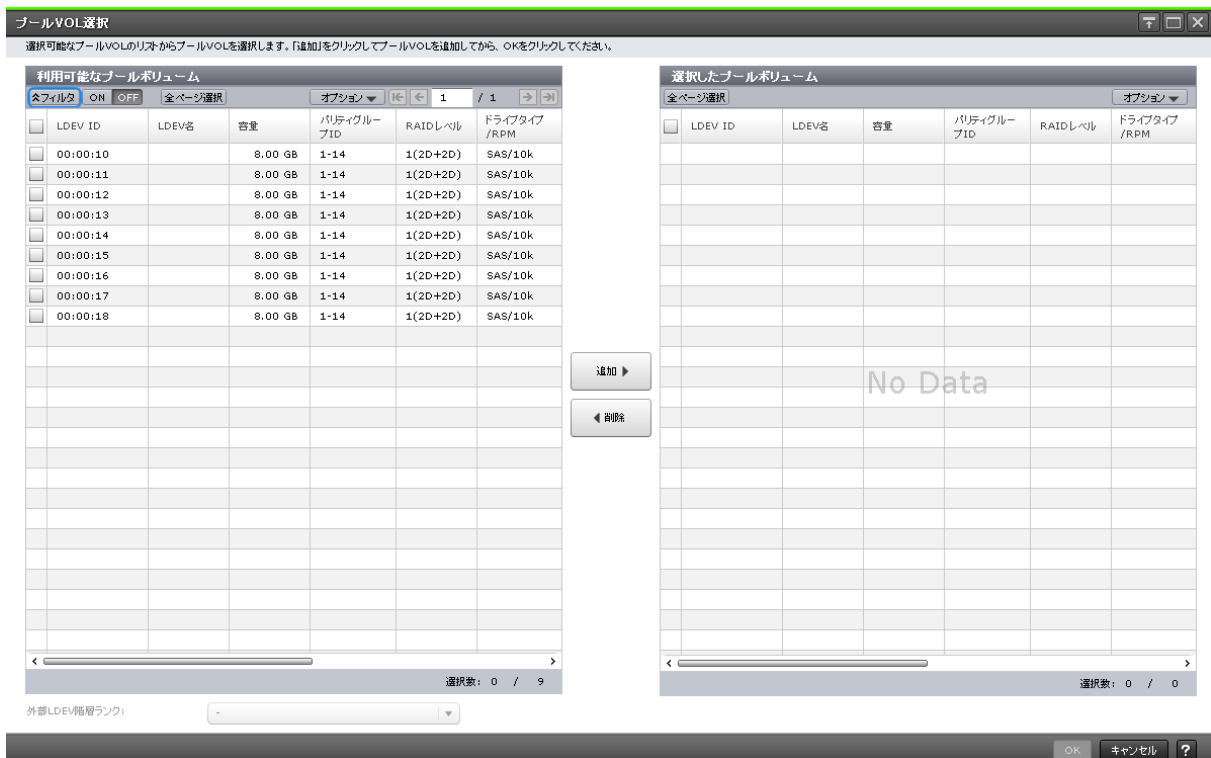 プールVOL選択
選択可能なプールVOLのリストからプールVOLを選択します。「追加」をクリックしてプールVOLを追加してから、OKをクリックしてください。
利用可能なプールボリューム
フィルタ ON OFF 全ページ選択 オプション 1 / 1
LDEV ID LDEV名 容量 パリティグループID RAIDレベル ドライブタイプ/RPM
00:00:10 8.00 GB 1-14 1(2D+2D) SAS/10k
00:00:11 8.00 GB 1-14 1(2D+2D) SAS/10k
00:00:12 8.00 GB 1-14 1(2D+2D) SAS/10k
00:00:13 8.00 GB 1-14 1(2D+2D) SAS/10k
00:00:14 8.00 GB 1-14 1(2D+2D) SAS/10k
00:00:15 8.00 GB 1-14 1(2D+2D) SAS/10k
00:00:16 8.00 GB 1-14 1(2D+2D) SAS/10k
00:00:17 8.00 GB 1-14 1(2D+2D) SAS/10k
00:00:18 8.00 GB 1-14 1(2D+2D) SAS/10k
選択数: 0 / 9
外部LDEV階層ランク: -
追加
削除
選択したプールボリューム
全ページ選択 オプション
LDEV ID LDEV名 容量 パリティグループID RAIDレベル ドライブタイプ/RPM
No Data
選択数: 0 / 0
OK キャンセル ?